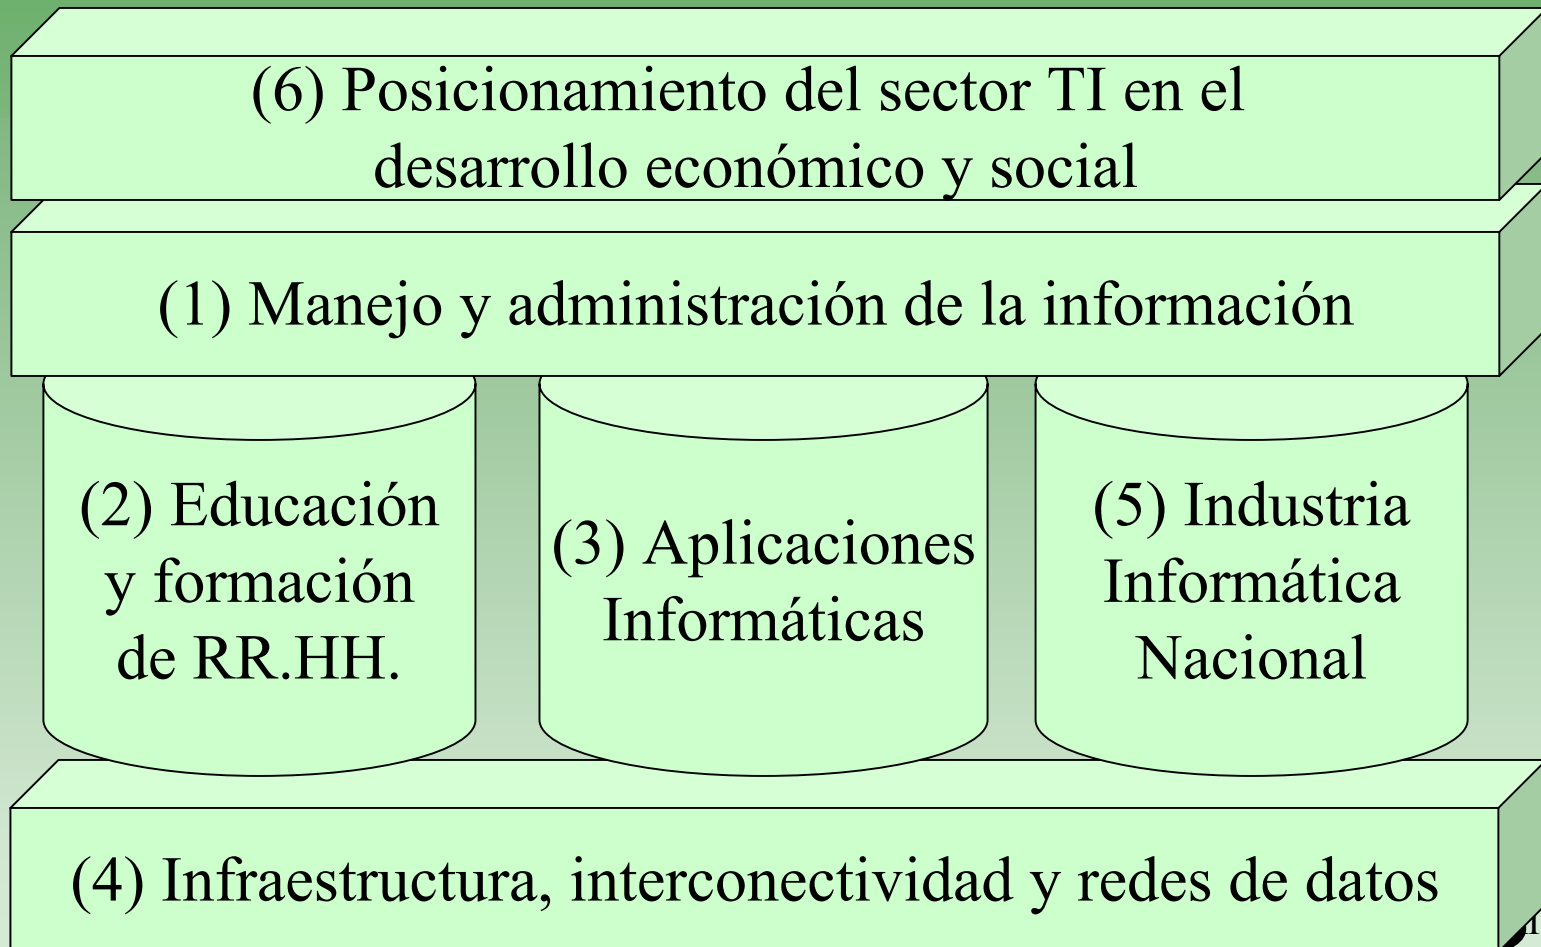 (6) Posicionamiento del sector TI en el
desarrollo económico y social
(1) Manejo y administración de la información
(2) Educación
y formación
de RR.HH.
(3) Aplicaciones
Informáticas
(5) Industria
Informática
Nacional
(4) Infraestructura, interconectividad y redes de datos